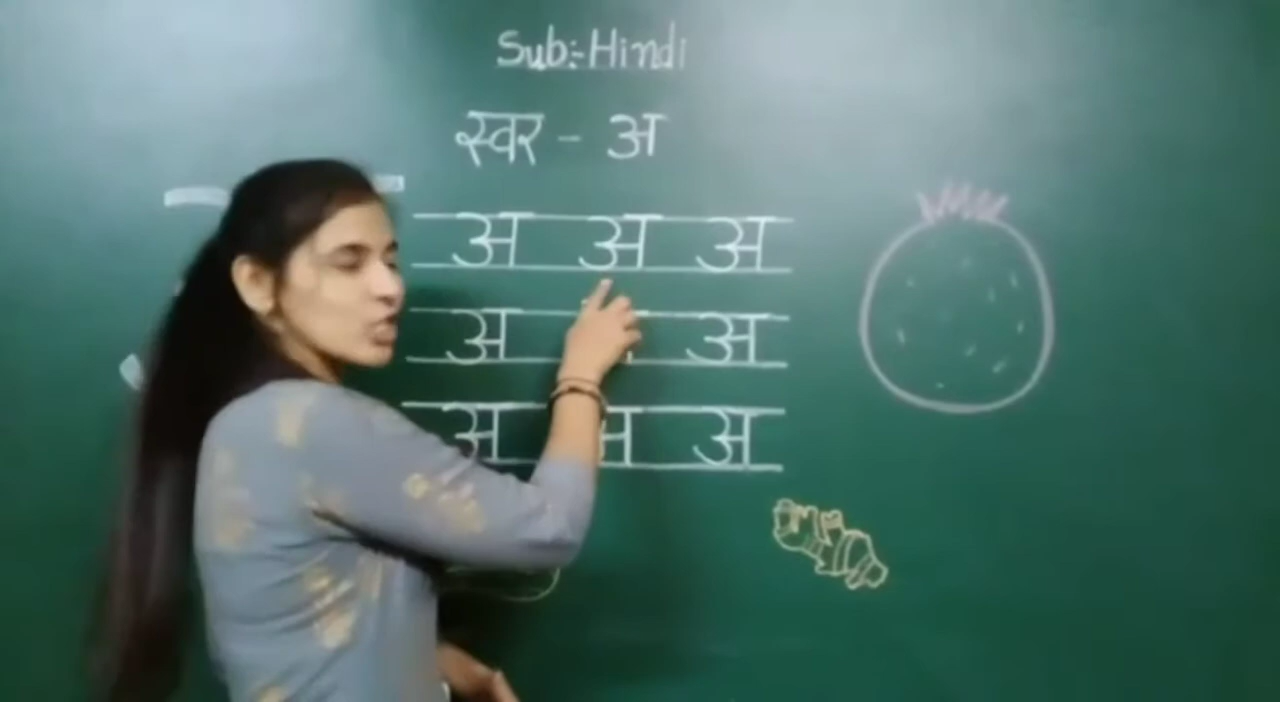 Sub:-Hindi
स्वर - अ
अ अ अ
अ अ
अ अ अ